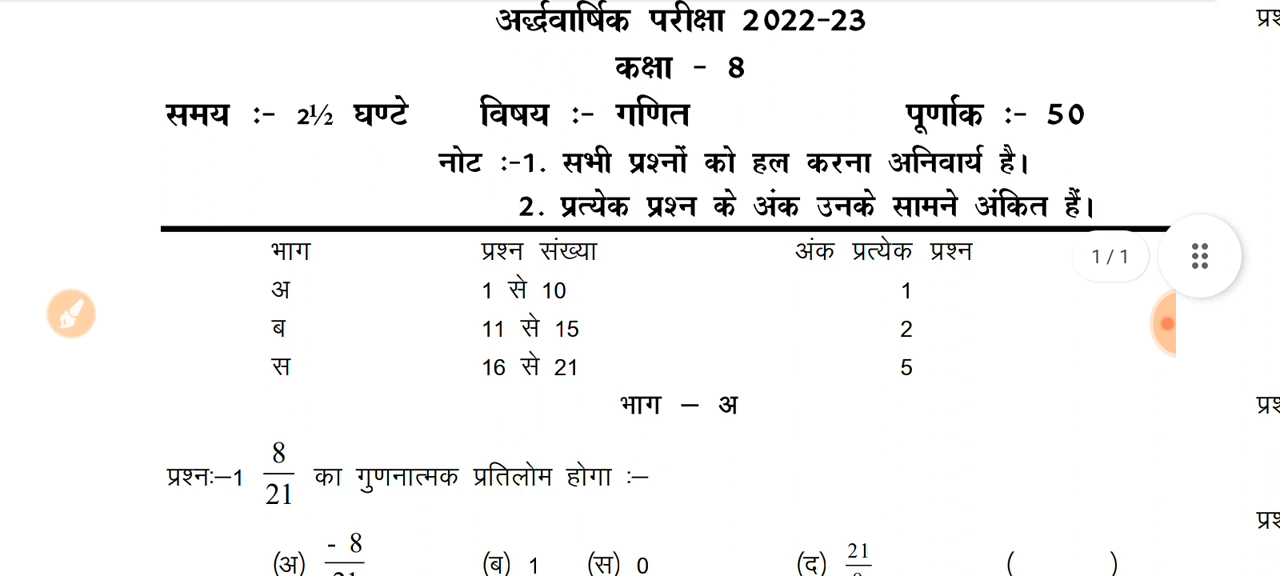 अर्द्धवार्षिक परीक्षा 2022-23
कक्षा - 8
समय :- 2½ घण्टे विषय :- गणित पूर्णाक :- 50
नोट :-1. सभी प्रश्नों को हल करना अनिवार्य है।
2. प्रत्येक प्रश्न के अंक उनके सामने अंकित हैं।
भाग प्रश्न संख्या अंक प्रत्येक प्रश्न
1 / 1
अ 1 से 10 1
ब 11 से 15 2
स 16 से 21 5
भाग – अ
प्रश्नः–1 8/21 का गुणनात्मक प्रतिलोम होगा :–
(अ) - 8/21 (ब) 1 (स) 0 (द) 21/8 ( )